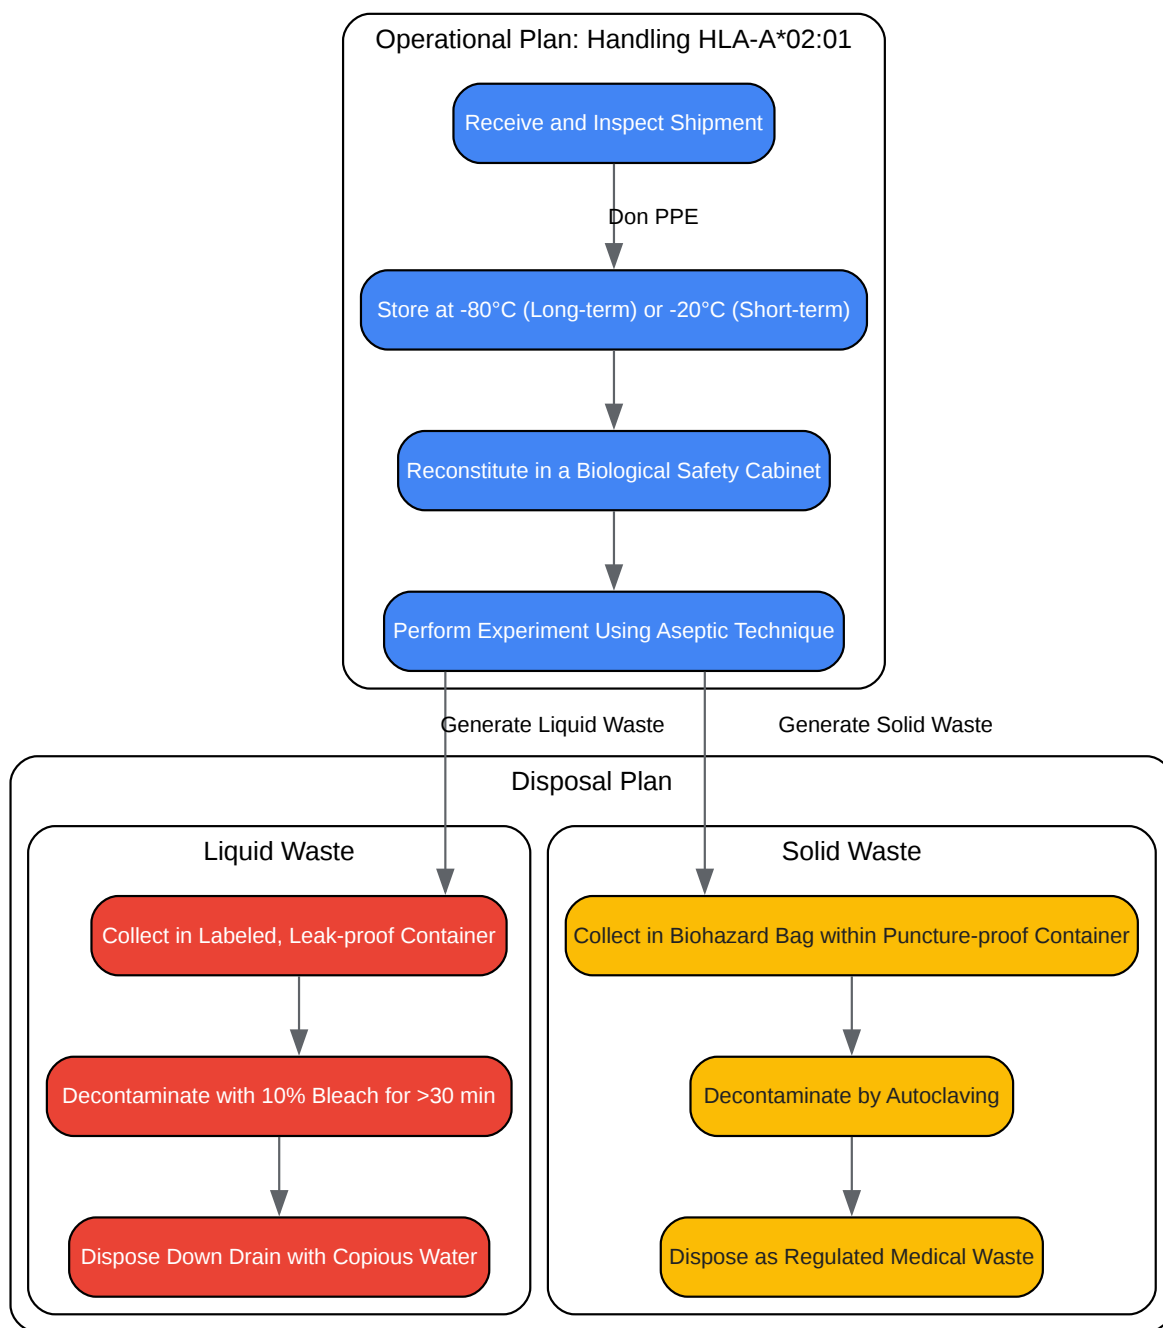 Operational Plan: Handling HLA-A*02:01
Receive and Inspect Shipment
Don PPE
Store at -80°C (Long-term) or -20°C (Short-term)
Reconstitute in a Biological Safety Cabinet
Perform Experiment Using Aseptic Technique
Generate Liquid Waste
Generate Solid Waste
Disposal Plan
Liquid Waste
Collect in Labeled, Leak-proof Container
Decontaminate with 10% Bleach for >30 min
Dispose Down Drain with Copious Water
Solid Waste
Collect in Biohazard Bag within Puncture-proof Container
Decontaminate by Autoclaving
Dispose as Regulated Medical Waste